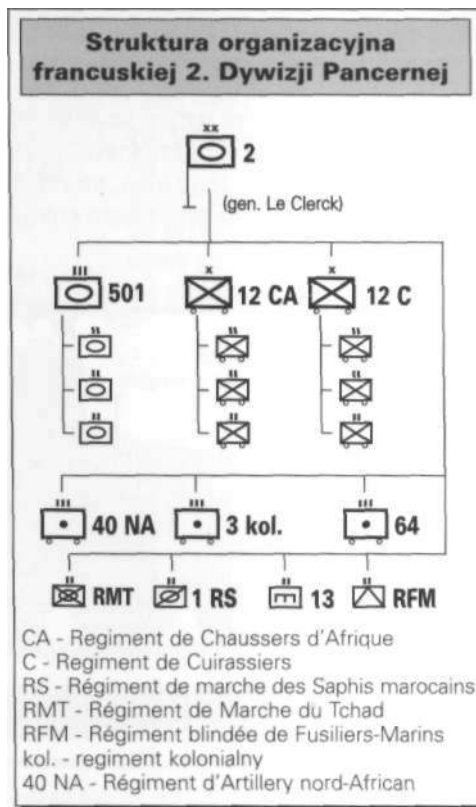 Struktura organizacyjna
francuskiej 2. Dywizji Pancernej
xx
2
(gen. Le Clerck)
III x x
501 12 CA 12 C
II II II
II II II
II II II
III III III
40 NA 3 kol. 64
II II II II
RMT 1 RS 13 RFM
CA - Regiment de Chaussers d'Afrique
C - Regiment de Cuirassiers
RS - Régiment de marche des Saphis marocains
RMT - Régiment de Marche du Tchad
RFM - Régiment blindée de Fusiliers-Marins
kol. - regiment kolonialny
40 NA - Régiment d'Artillery nord-African